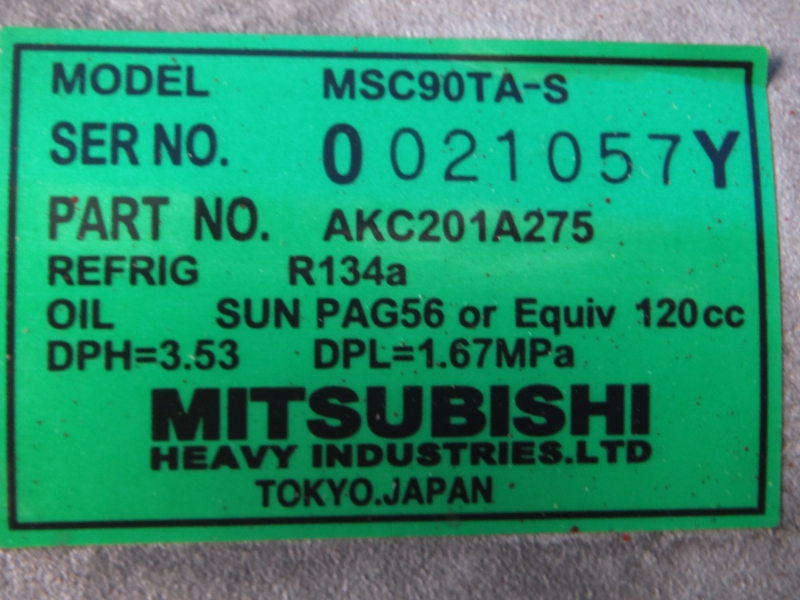 MODEL MSC90TA-S
SER NO. 0021057Y
PART NO. AKC201A275
REFRIG R134a
OIL SUN PAG56 or Equiv 120cc
DPH=3.53 DPL=1.67MPa
MITSUBISHI
HEAVY INDUSTRIES.LTD
TOKYO.JAPAN